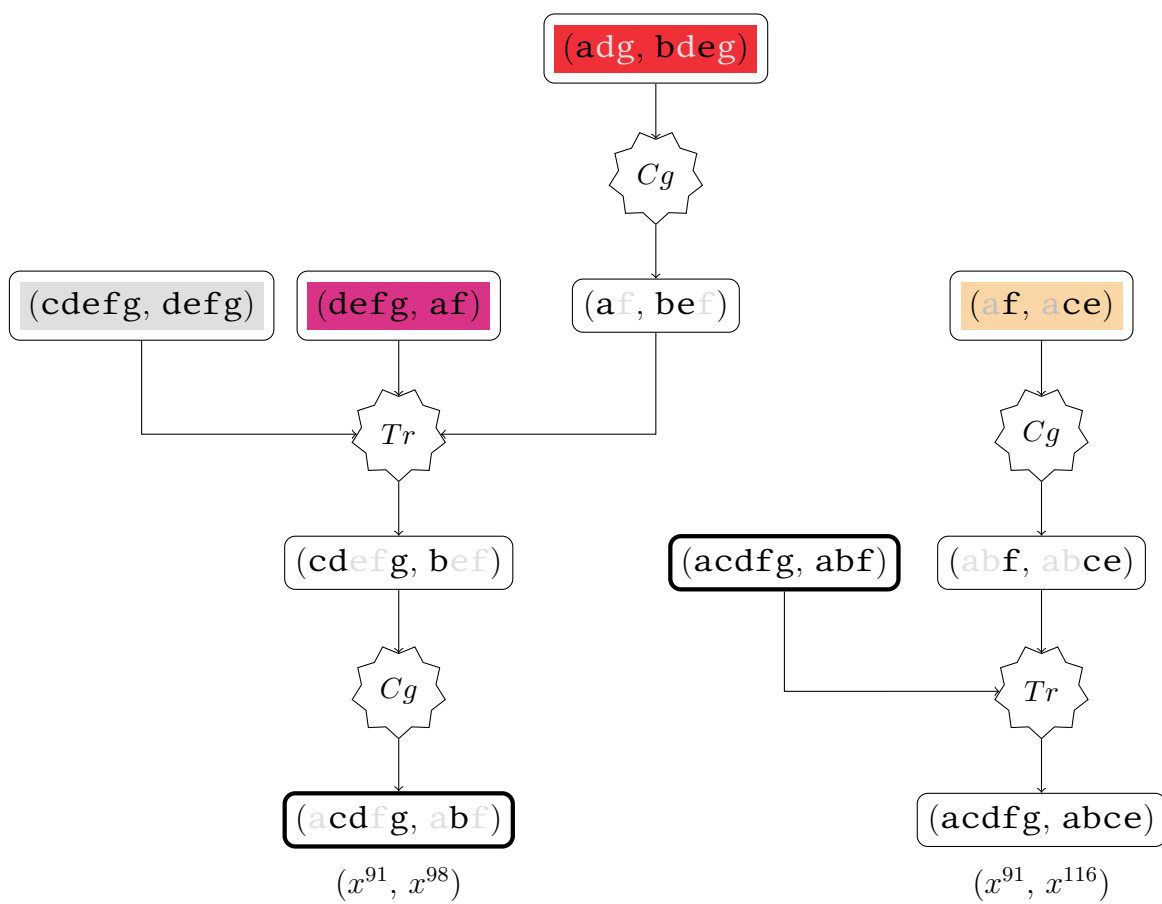 (adg, bdeg)
Cg
(cdefg, defg)
(defg, af)
(af, bef)
(af, ace)
Tr
Cg
(cdefg, bef)
(acdfg, abf)
(abf, abce)
Cg
Tr
(acdfg, abf)
(acdfg, abce)
(x^91, x^98)
(x^91, x^116)